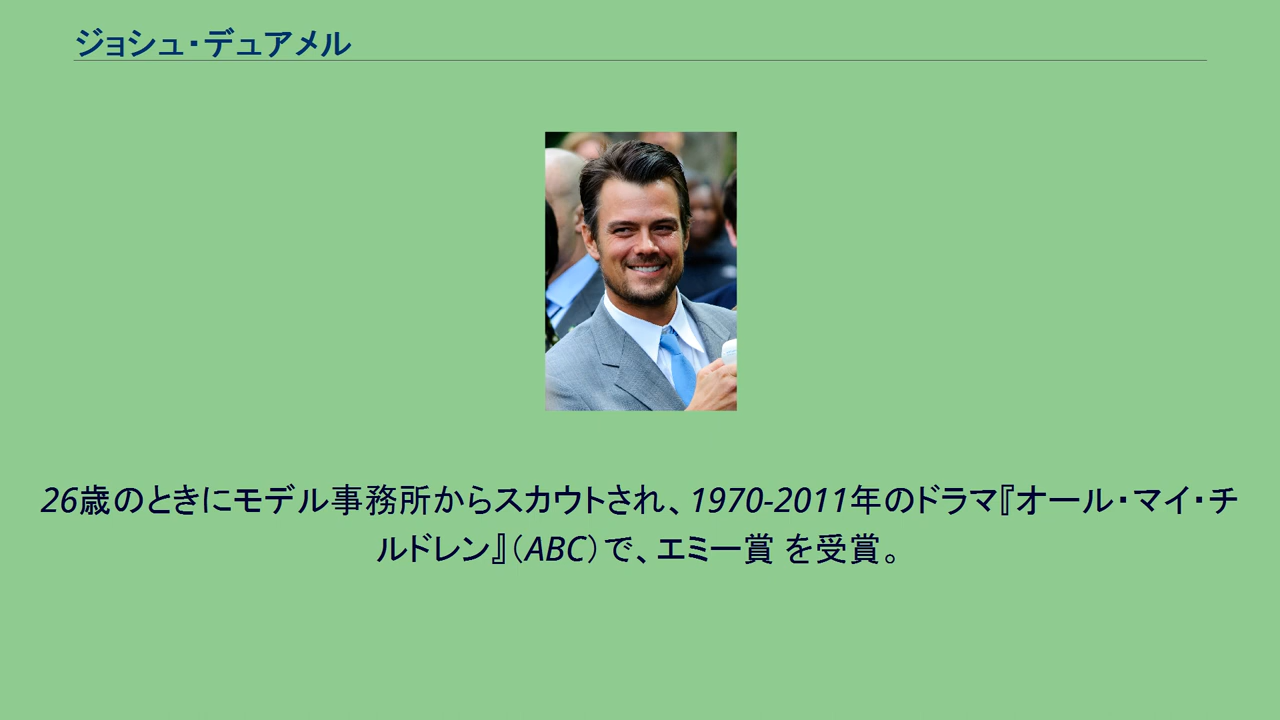 ジョシュ・デュアメル
26歳のときにモデル事務所からスカウトされ、1970-2011年のドラマ『オール・マイ・チ
ルドレン』（ABC）で、エミー賞 を受賞。